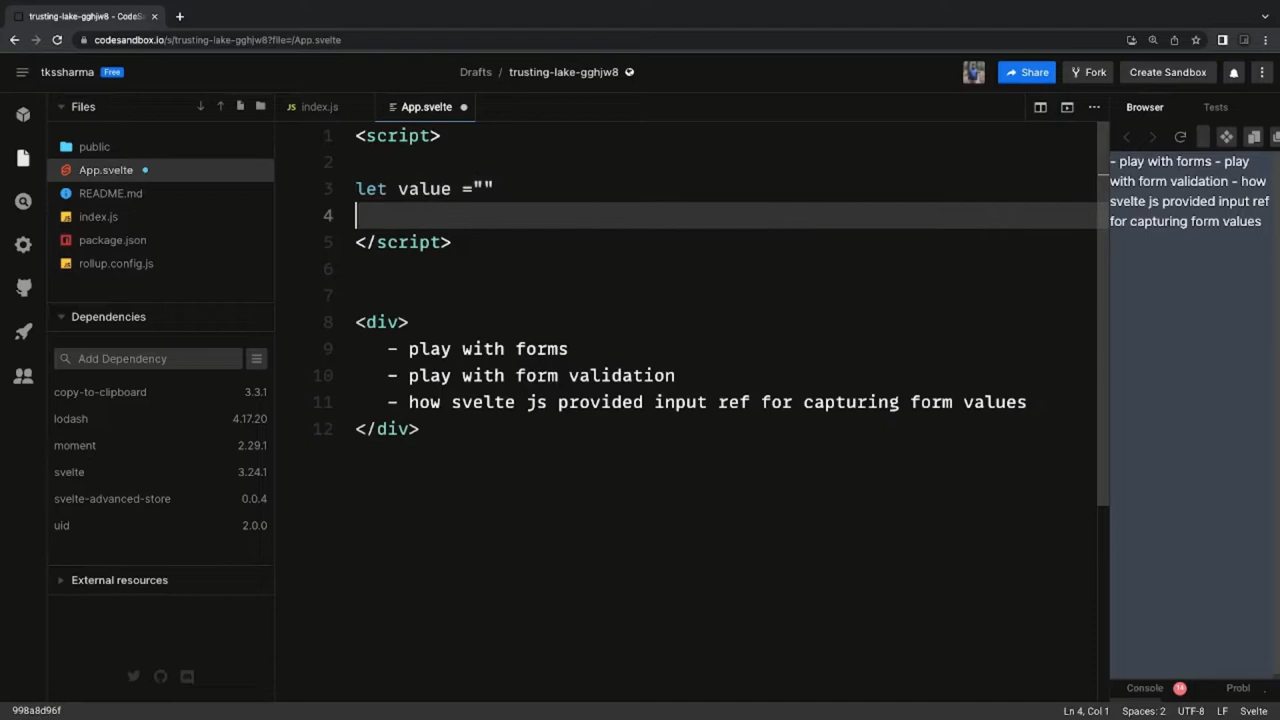 trusting-lake-gghjw8 - CodeSa
codesandbox.io/s/trusting-lake-gghjw8?file=/App.svelte
tkssharma Free
Drafts / trusting-lake-gghjw8
Share
Fork
Create Sandbox
Files
index.js
App.svelte
Browser
Tests
public
App.svelte
README.md
index.js
package.json
rollup.config.js
Dependencies
Add Dependency
copy-to-clipboard 3.3.1
lodash 4.17.20
moment 2.29.1
svelte 3.24.1
svelte-advanced-store 0.0.4
uid 2.0.0
External resources
1 <script>
2
3 let value =""
4
5 </script>
6
7
8 <div>
9 - play with forms
10 - play with form validation
11 - how svelte js provided input ref for capturing form values
12 </div>
- play with forms - play
with form validation - how
svelte js provided input ref
for capturing form values
Console 14 Probl
998a8d96f
Ln 4, Col 1 Spaces: 2 UTF-8 LF Svelte